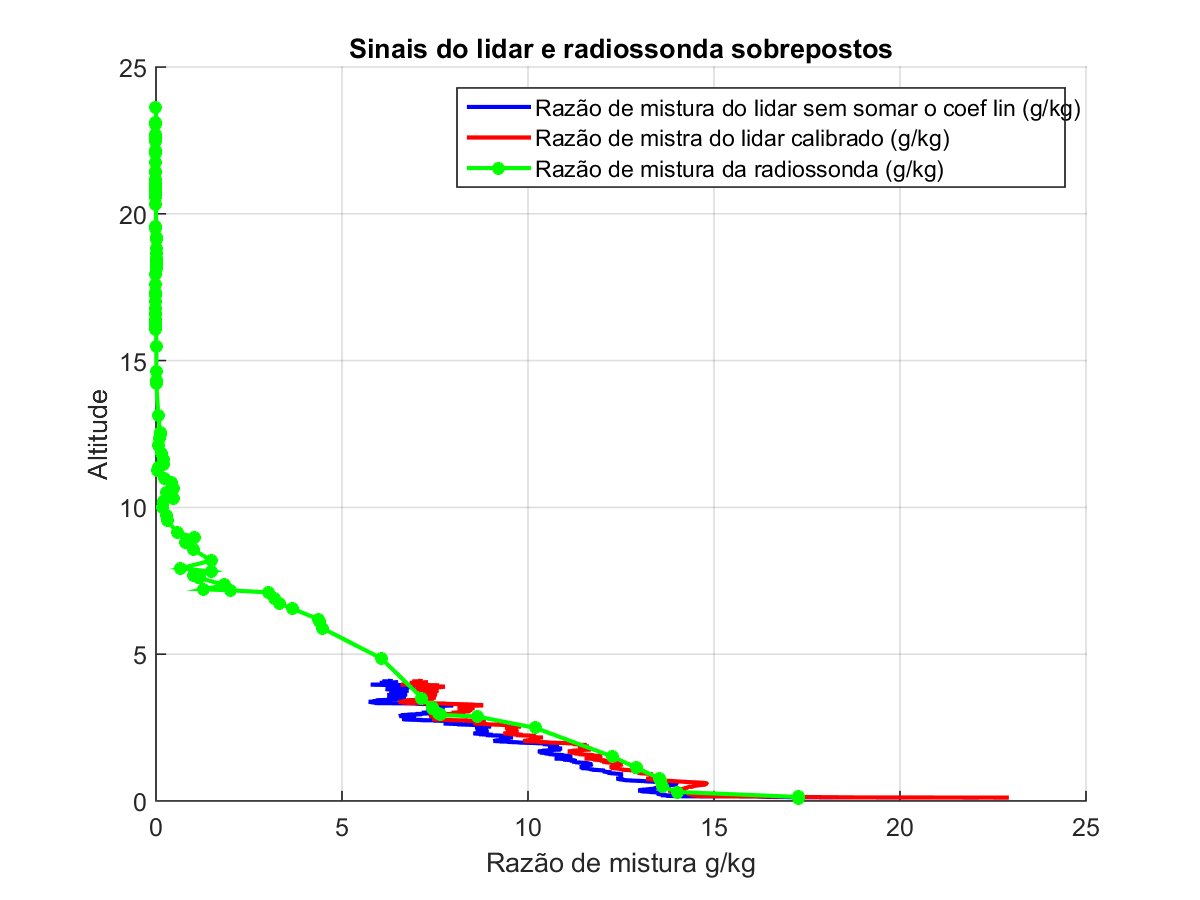 Sinais do lidar e radiossonda sobrepostos
25
Razão de mistura do lidar sem somar o coef lin (g/kg)
Razão de mistra do lidar calibrado (g/kg)
Razão de mistura da radiossonda (g/kg)
20
15
Altitude
10
5
0
0 5 10 15 20 25
Razão de mistura g/kg